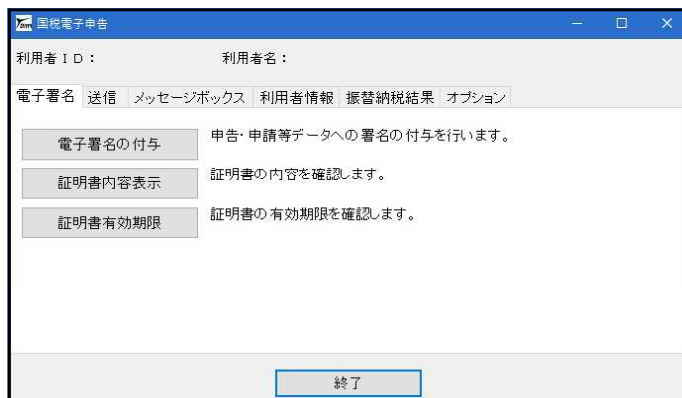 国税電子申告
利用者ID： 利用者名：
電子署名 送信 メッセージボックス 利用者情報 振替納税結果 オプション
電子署名の付与 申告・申請等データへの署名の付与を行います。
証明書内容表示 証明書の内容を確認します。
証明書有効期限 証明書の有効期限を確認します。
終了